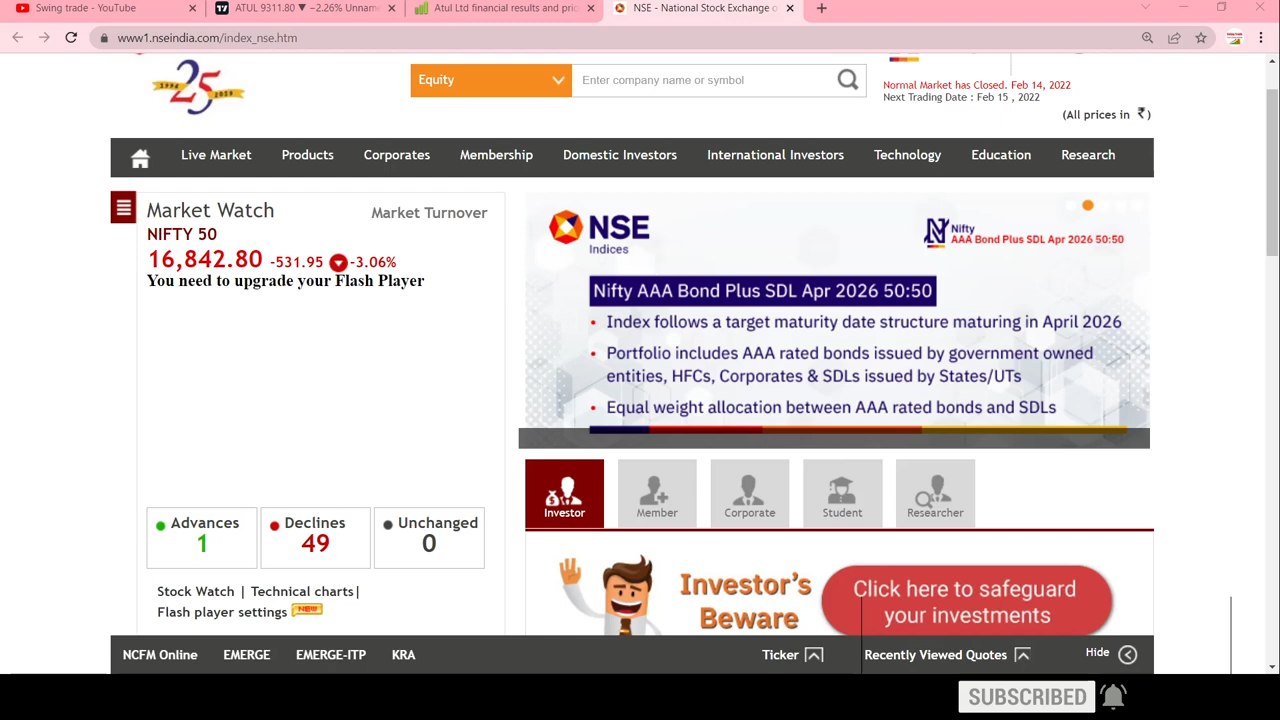 Swing trade - YouTube
ATUL 9311.80 ▼ −2.26% Unname
Atul Ltd financial results and pric
NSE - National Stock Exchange o
www1.nseindia.com/index_nse.htm
25
Equity
Enter company name or symbol
Normal Market has Closed. Feb 14, 2022
Next Trading Date : Feb 15 , 2022
(All prices in ₹)
Live Market Products Corporates Membership Domestic Investors International Investors Technology Education Research
Market Watch
Market Turnover
NIFTY 50
16,842.80 -531.95 -3.06%
You need to upgrade your Flash Player
Advances
1
Declines
49
Unchanged
0
Stock Watch | Technical charts|
Flash player settings NEW
NSE
Indices
Nifty
AAA Bond Plus SDL Apr 2026 50:50
Nifty AAA Bond Plus SDL Apr 2026 50:50
• Index follows a target maturity date structure maturing in April 2026
• Portfolio includes AAA rated bonds issued by government owned
entities, HFCs, Corporates & SDLs issued by States/UTs
• Equal weight allocation between AAA rated bonds and SDLs
Investor
Member
Corporate
Student
Researcher
Investor's
Beware
Click here to safeguard
your investments
NCFM Online EMERGE EMERGE-ITP KRA
Ticker
Recently Viewed Quotes
Hide
SUBSCRIBED